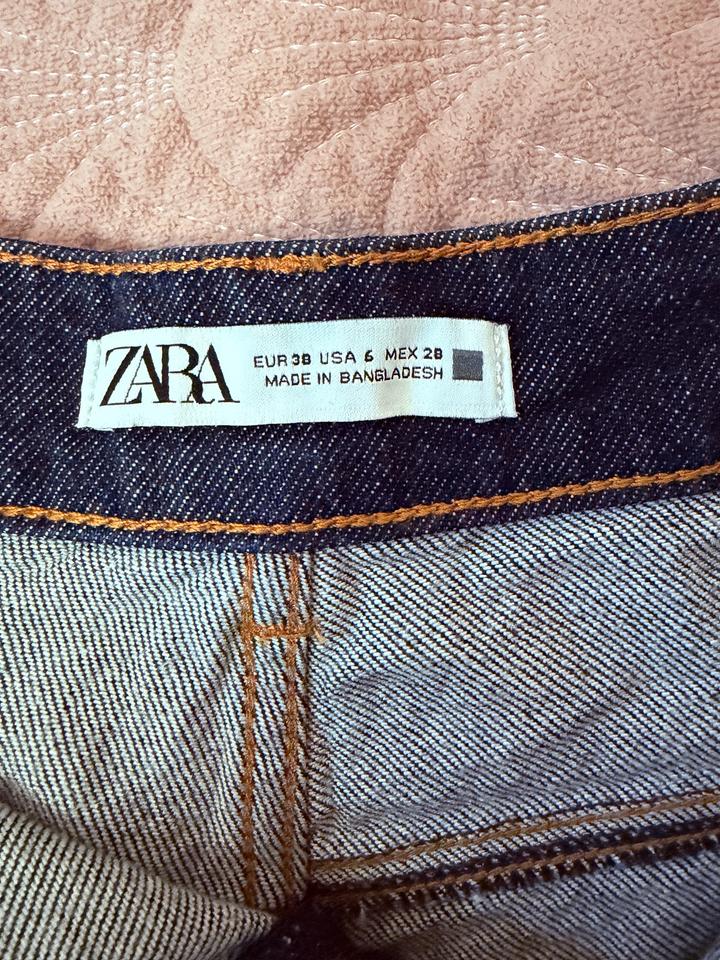 ZARA
EUR 38 USA 6 MEX 28
MADE IN BANGLADESH